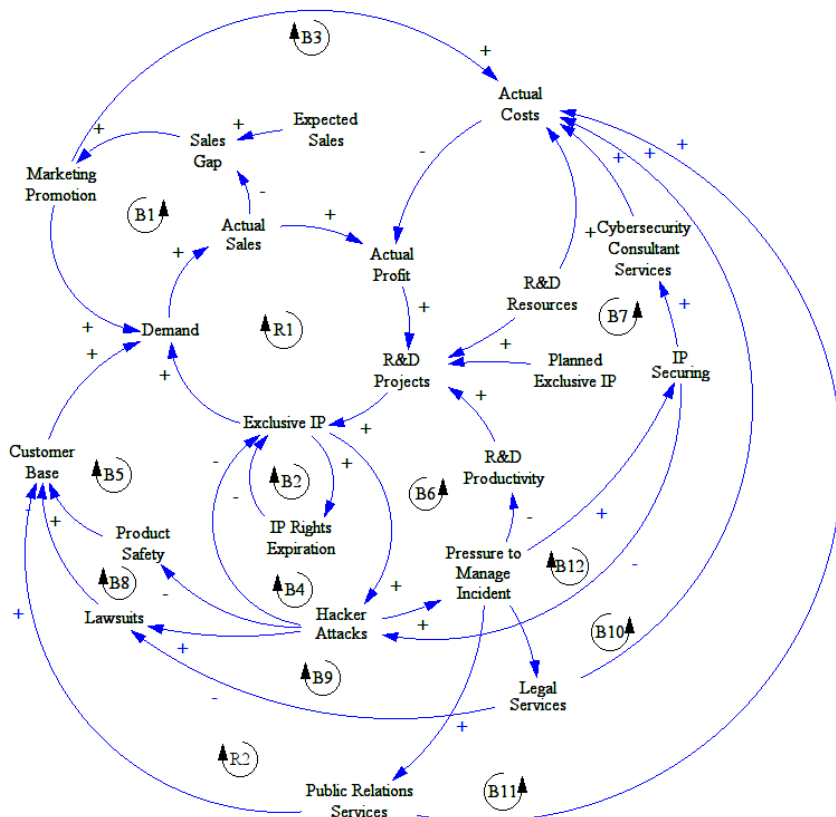 B3
+
Actual
Costs
+
+
+
Expected
Sales
Sales
Gap
+
+
+
-
Marketing
Promotion
-
B1
Actual
Sales
+
Actual
Profit
+
Cybersecurity
Consultant
Services
+
R&D
Resources
+
B7
+
+
Demand
+
R1
+
R&D
Projects
+
Planned
Exclusive IP
IP
Securing
+
+
Exclusive IP
+
+
Customer
Base
B5
-
-
B2
+
B6
R&D
Productivity
-
+
Product
Safety
IP Rights
Expiration
-
+
Pressure to
Manage
Incident
B12
-
B8
Lawsuits
-
B4
Hacker
Attacks
+
+
+
+
B9
B10
Legal
Services
-
+
R2
Public Relations
Services
B11